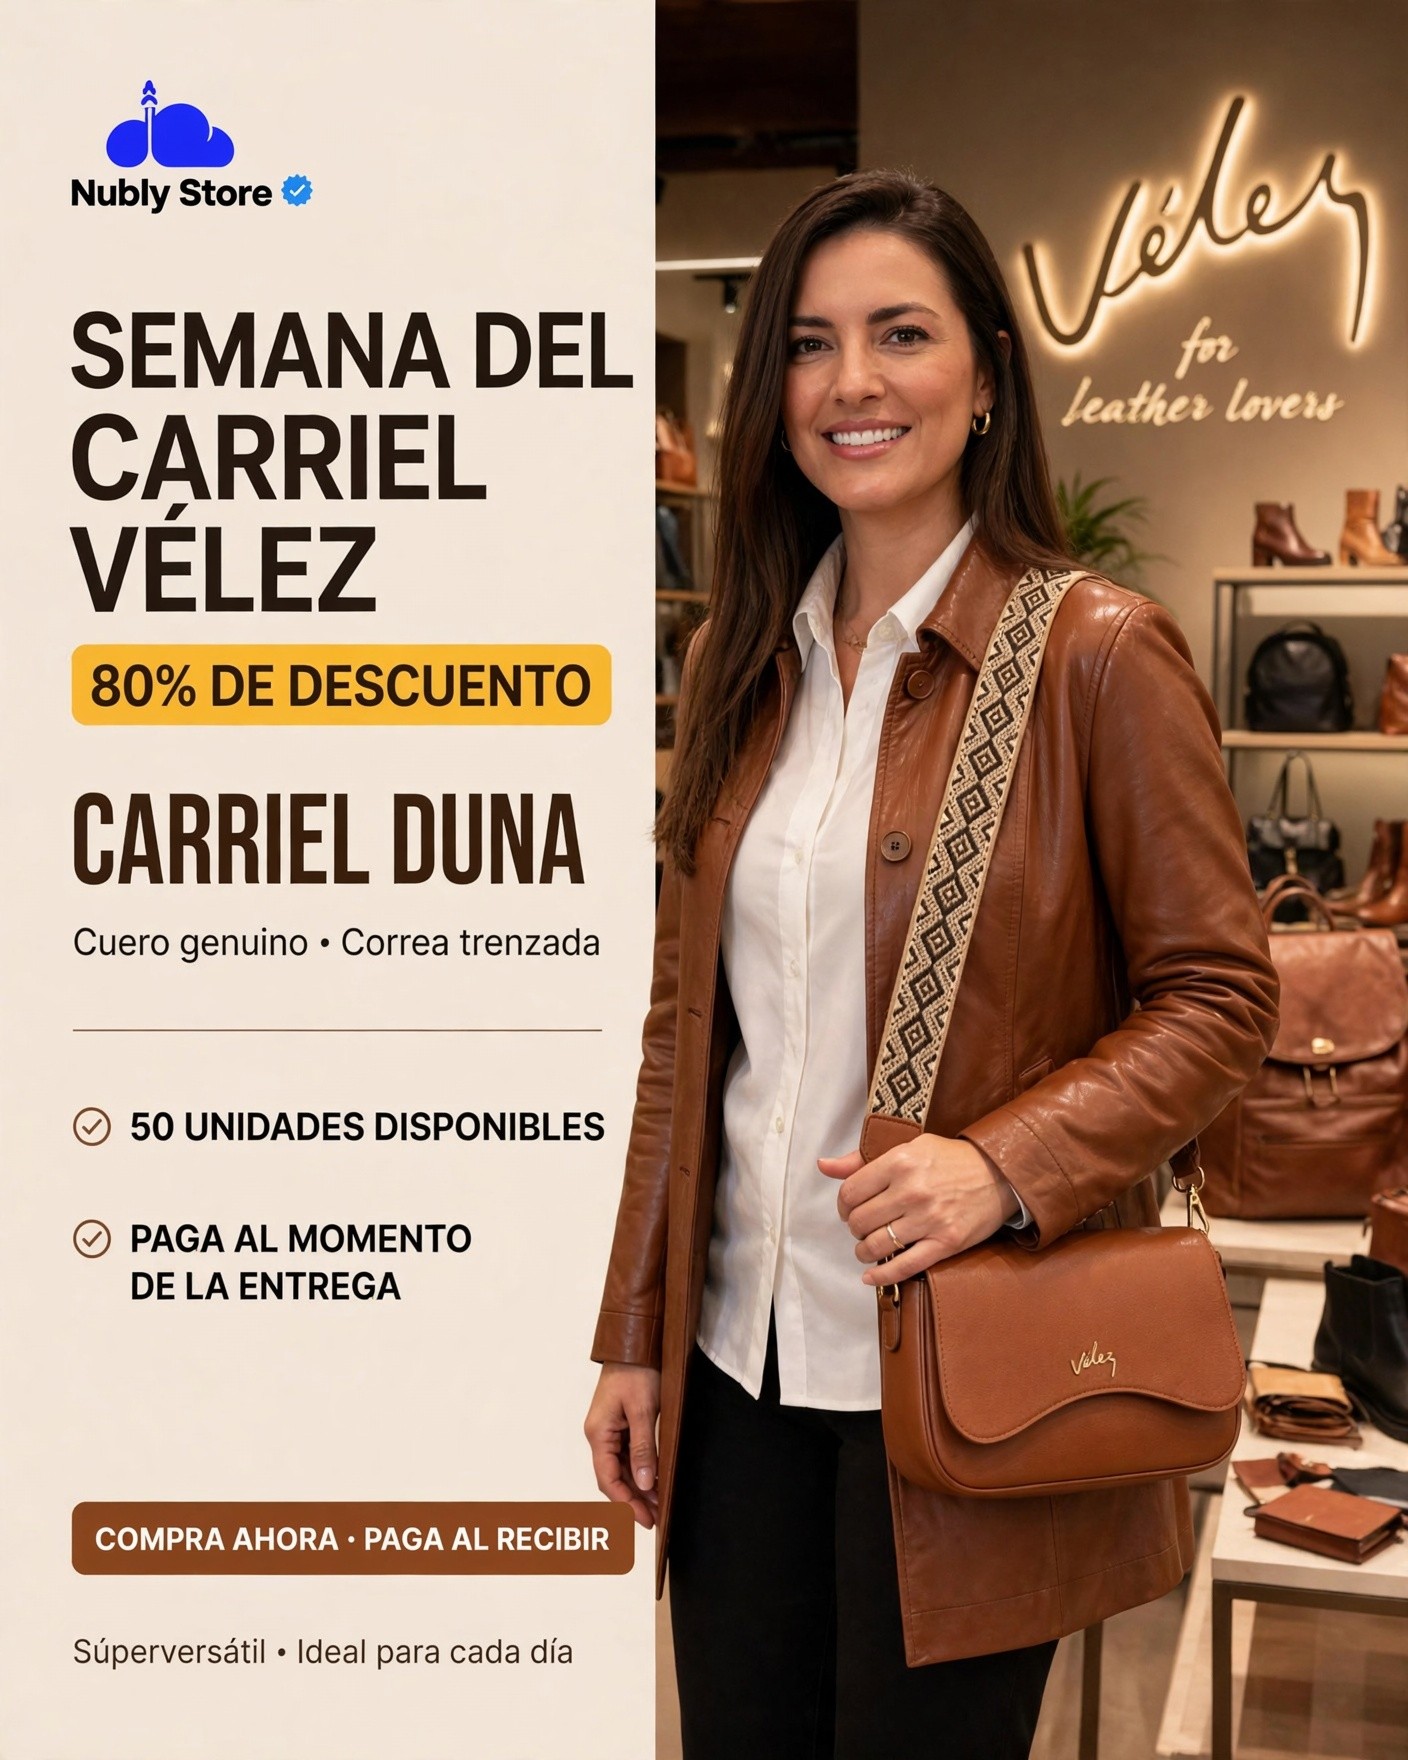 Nubly Store
SEMANA DEL
CARRIEL
VÉLEZ
80% DE DESCUENTO
CARRIEL DUNA
Cuero genuino • Correa trenzada
50 UNIDADES DISPONIBLES
PAGA AL MOMENTO
DE LA ENTREGA
COMPRA AHORA • PAGA AL RECIBIR
Súperversátil • Ideal para cada día
Vélez
for
leather lovers
Vélez